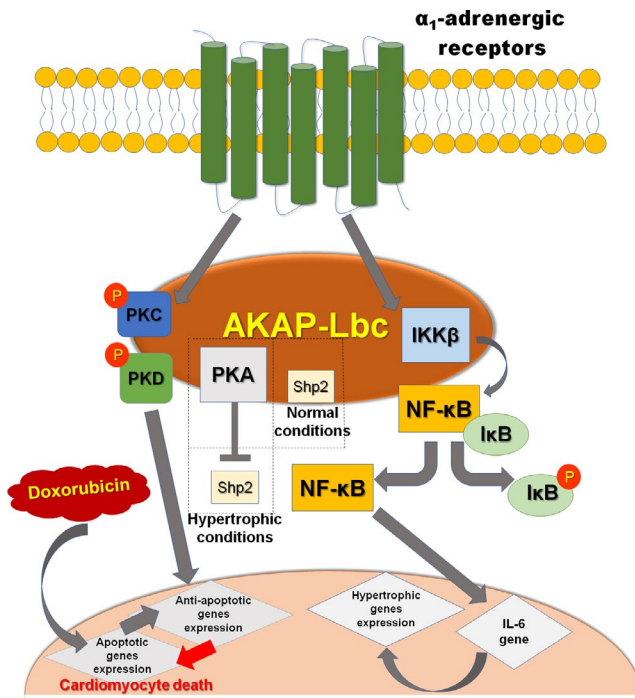 α₁-adrenergic
receptors
P
PKC
AKAP-Lbc
IKKβ
P
PKD
PKA
Shp2
Normal
conditions
NF-κB
IκB
Shp2
Hypertrophic
conditions
NF-κB
P
IκB
Doxorubicin
Anti-apoptotic
genes
expression
Apoptotic
genes
expression
Cardiomyocyte death
Hypertrophic
genes
expression
IL-6
gene